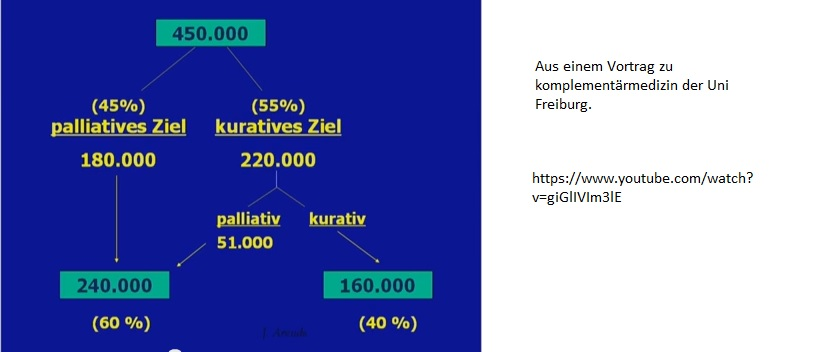 450.000
(45%)
palliatives Ziel
180.000
(55%)
kuratives Ziel
220.000
palliativ
51.000
kurativ
240.000
(60 %)
160.000
(40 %)
Aus einem Vortrag zu
komplementärmedizin der Uni
Freiburg.
https://www.youtube.com/watch?
v=giGlIVIm3lE